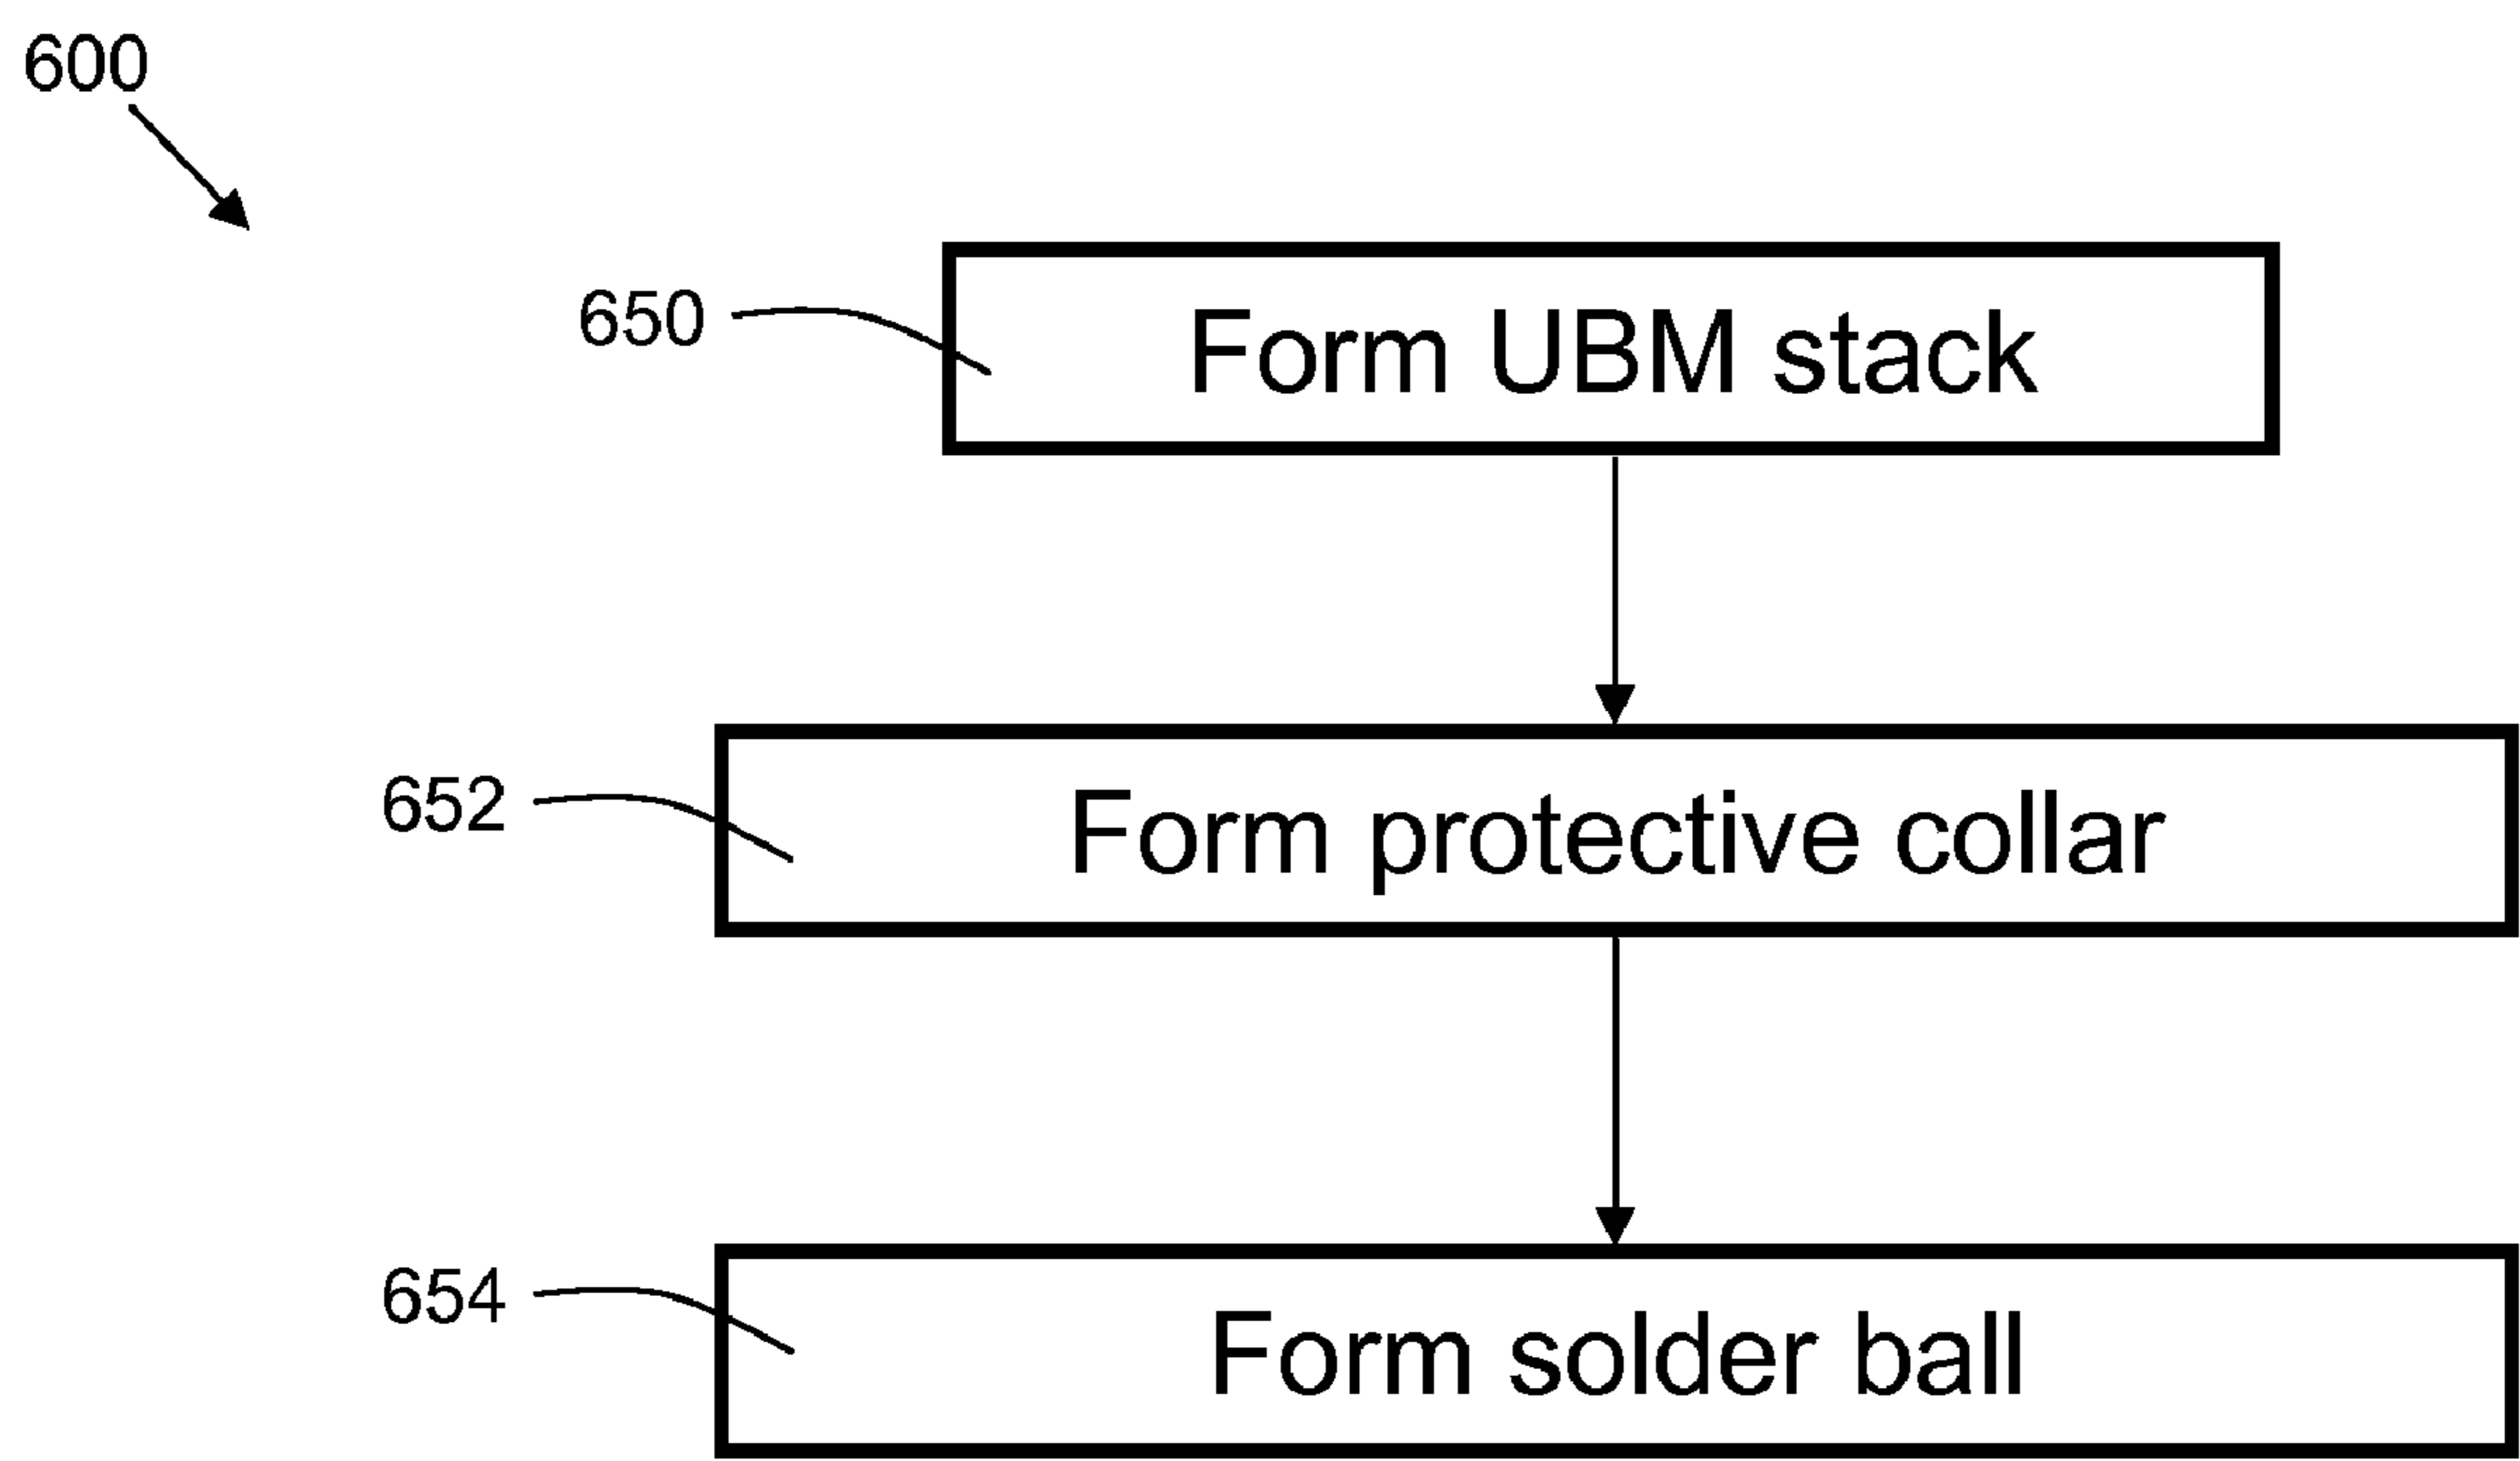 600
650
Form UBM stack
652
Form protective collar
654
Form solder ball